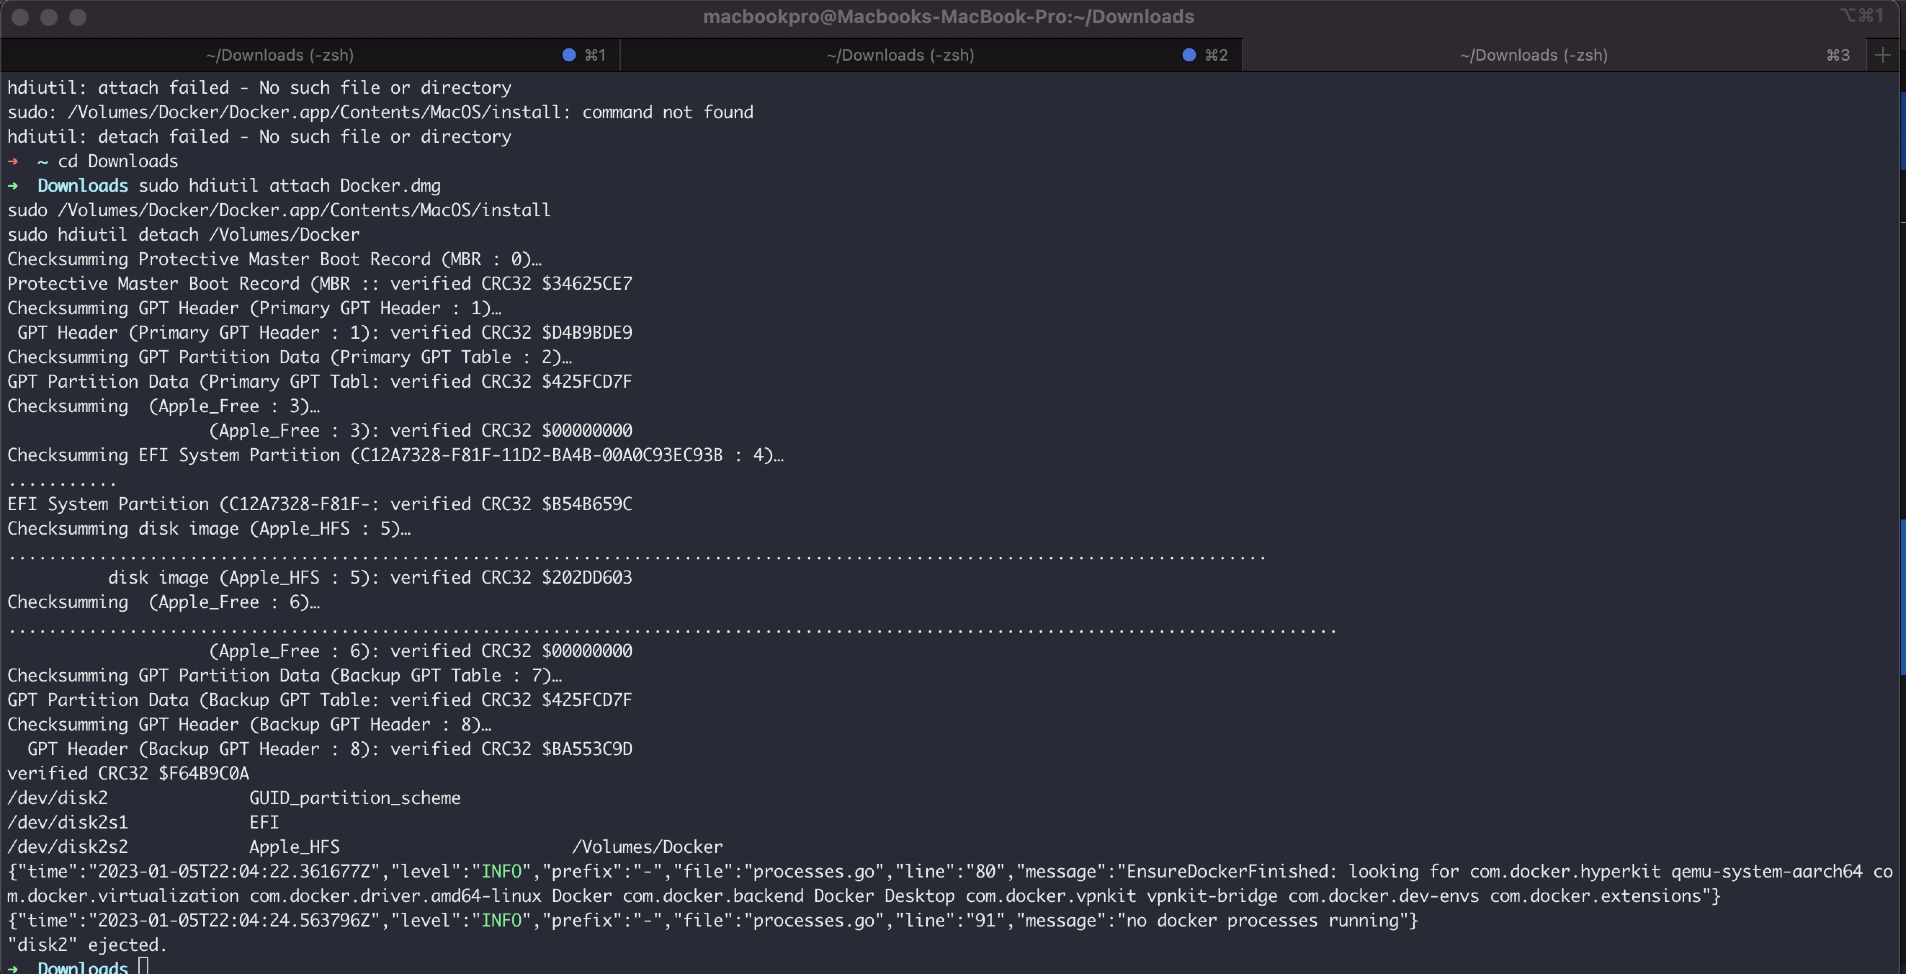 macbookpro@Macbooks-MacBook-Pro:~/Downloads
⌥⌘1
~/Downloads (-zsh) ⌘1
~/Downloads (-zsh) ⌘2
~/Downloads (-zsh) ⌘3
hdiutil: attach failed - No such file or directory
sudo: /Volumes/Docker/Docker.app/Contents/MacOS/install: command not found
hdiutil: detach failed - No such file or directory
➜  ~ cd Downloads
➜  Downloads sudo hdiutil attach Docker.dmg
sudo /Volumes/Docker/Docker.app/Contents/MacOS/install
sudo hdiutil detach /Volumes/Docker
Checksumming Protective Master Boot Record (MBR : 0)…
Protective Master Boot Record (MBR :: verified CRC32 $34625CE7
Checksumming GPT Header (Primary GPT Header : 1)…
 GPT Header (Primary GPT Header : 1): verified CRC32 $D4B9BDE9
Checksumming GPT Partition Data (Primary GPT Table : 2)…
GPT Partition Data (Primary GPT Tabl: verified CRC32 $425FCD7F
Checksumming  (Apple_Free : 3)…
                    (Apple_Free : 3): verified CRC32 $00000000
Checksumming EFI System Partition (C12A7328-F81F-11D2-BA4B-00A0C93EC93B : 4)…
...........
EFI System Partition (C12A7328-F81F-: verified CRC32 $B54B659C
Checksumming disk image (Apple_HFS : 5)…
.............................................................................................................................
          disk image (Apple_HFS : 5): verified CRC32 $202DD603
Checksumming  (Apple_Free : 6)…
....................................................................................................................................
                    (Apple_Free : 6): verified CRC32 $00000000
Checksumming GPT Partition Data (Backup GPT Table : 7)…
GPT Partition Data (Backup GPT Table: verified CRC32 $425FCD7F
Checksumming GPT Header (Backup GPT Header : 8)…
  GPT Header (Backup GPT Header : 8): verified CRC32 $BA553C9D
verified CRC32 $F64B9C0A
/dev/disk2              GUID_partition_scheme
/dev/disk2s1            EFI
/dev/disk2s2            Apple_HFS                       /Volumes/Docker
{"time":"2023-01-05T22:04:22.361677Z","level":"INFO","prefix":"-","file":"processes.go","line":"80","message":"EnsureDockerFinished: looking for com.docker.hyperkit qemu-system-aarch64 co
m.docker.virtualization com.docker.driver.amd64-linux Docker com.docker.backend Docker Desktop com.docker.vpnkit vpnkit-bridge com.docker.dev-envs com.docker.extensions"}
{"time":"2023-01-05T22:04:24.563796Z","level":"INFO","prefix":"-","file":"processes.go","line":"91","message":"no docker processes running"}
"disk2" ejected.
➜  Downloads